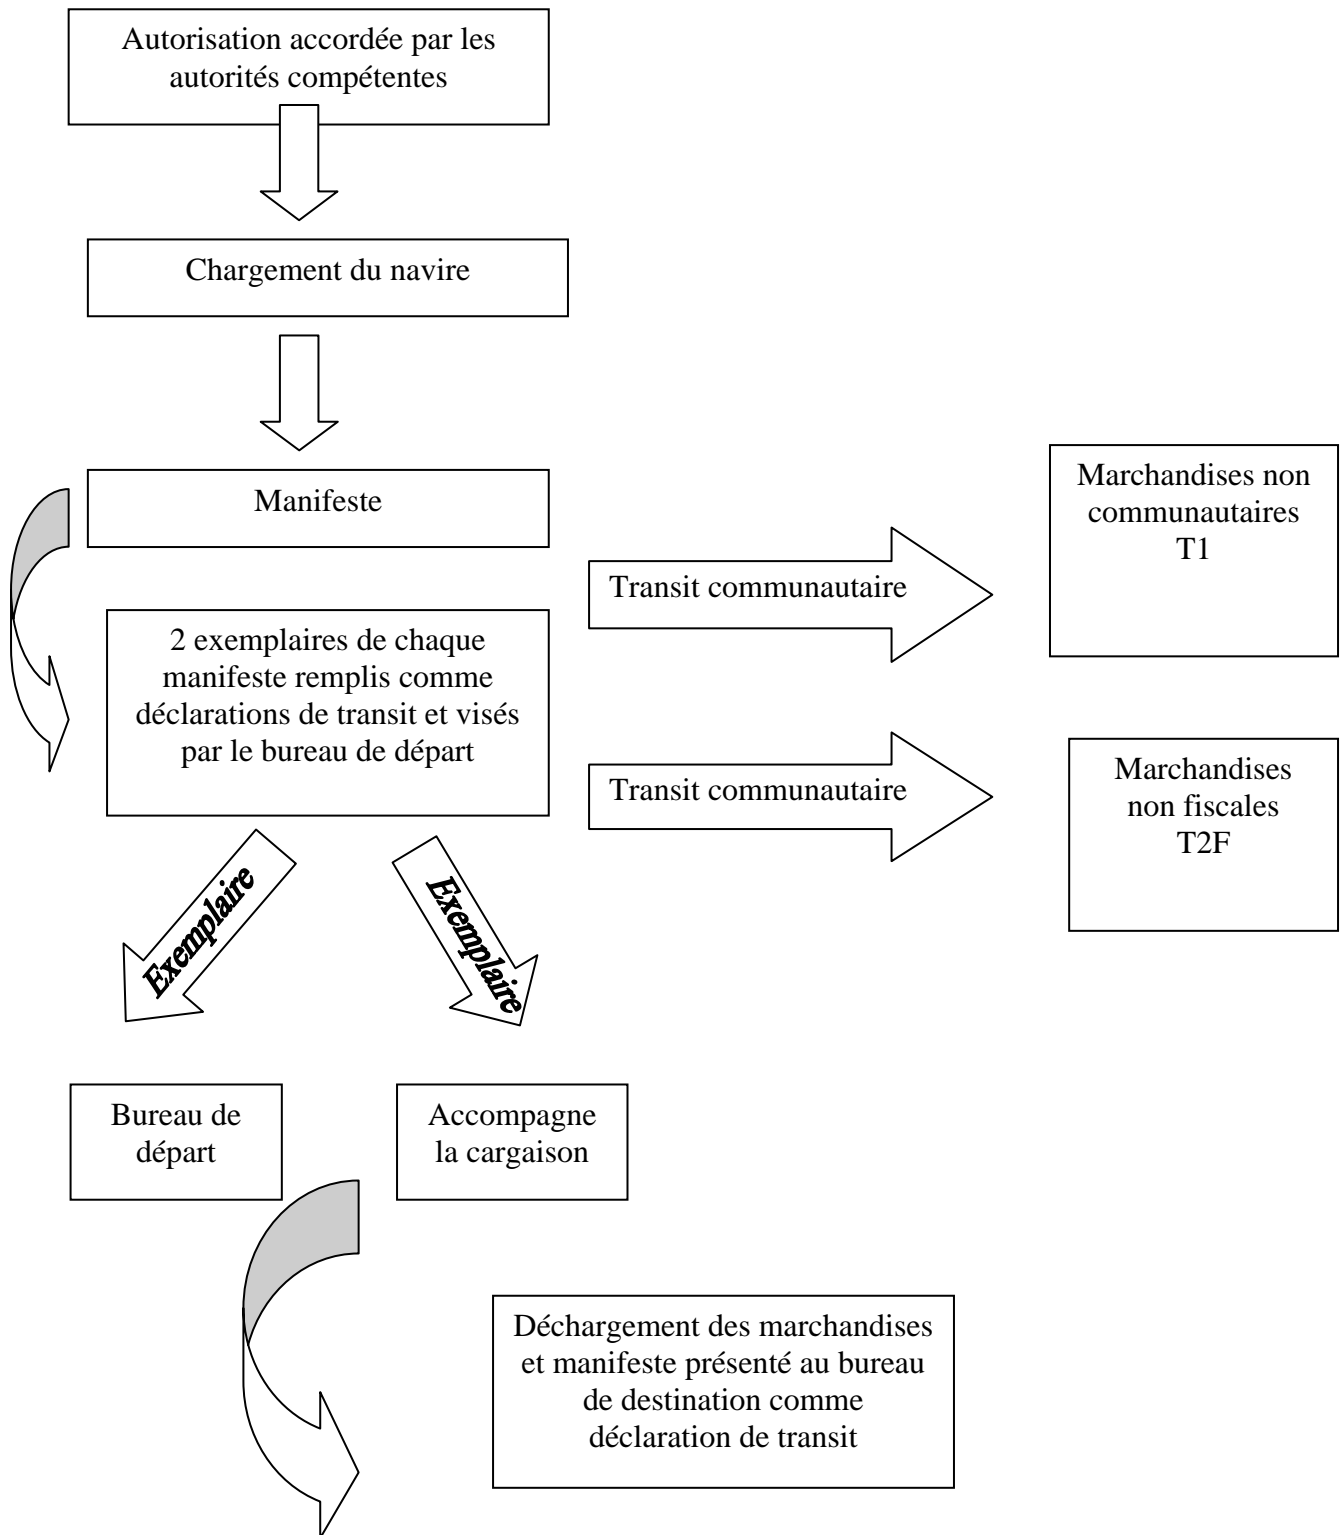 Autorisation accordée par les
autorités compétentes
Chargement du navire
Manifeste
Marchandises non
communautaires
T1
Transit communautaire
2 exemplaires de chaque
manifeste remplis comme
déclarations de transit et visés
par le bureau de départ
Transit communautaire
Marchandises
non fiscales
T2F
Exemplaire
Exemplaire
Bureau de
départ
Accompagne
la cargaison
Déchargement des marchandises
et manifeste présenté au bureau
de destination comme
déclaration de transit